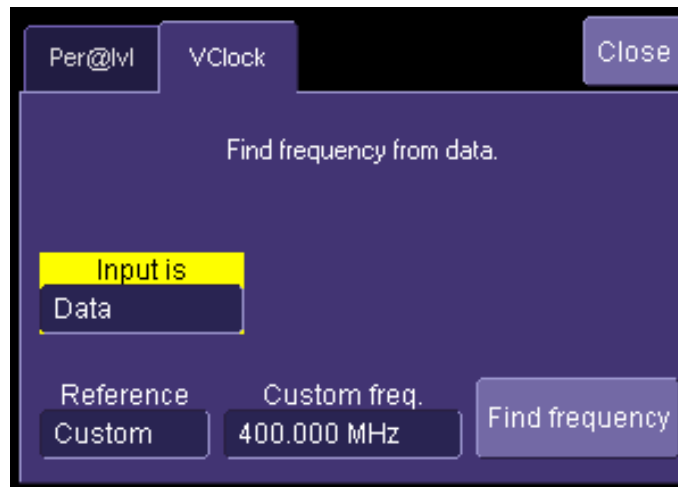 Per@lvl VClock Close
Find frequency from data.
Input is
Data
Reference Custom freq.
Custom 400.000 MHz Find frequency